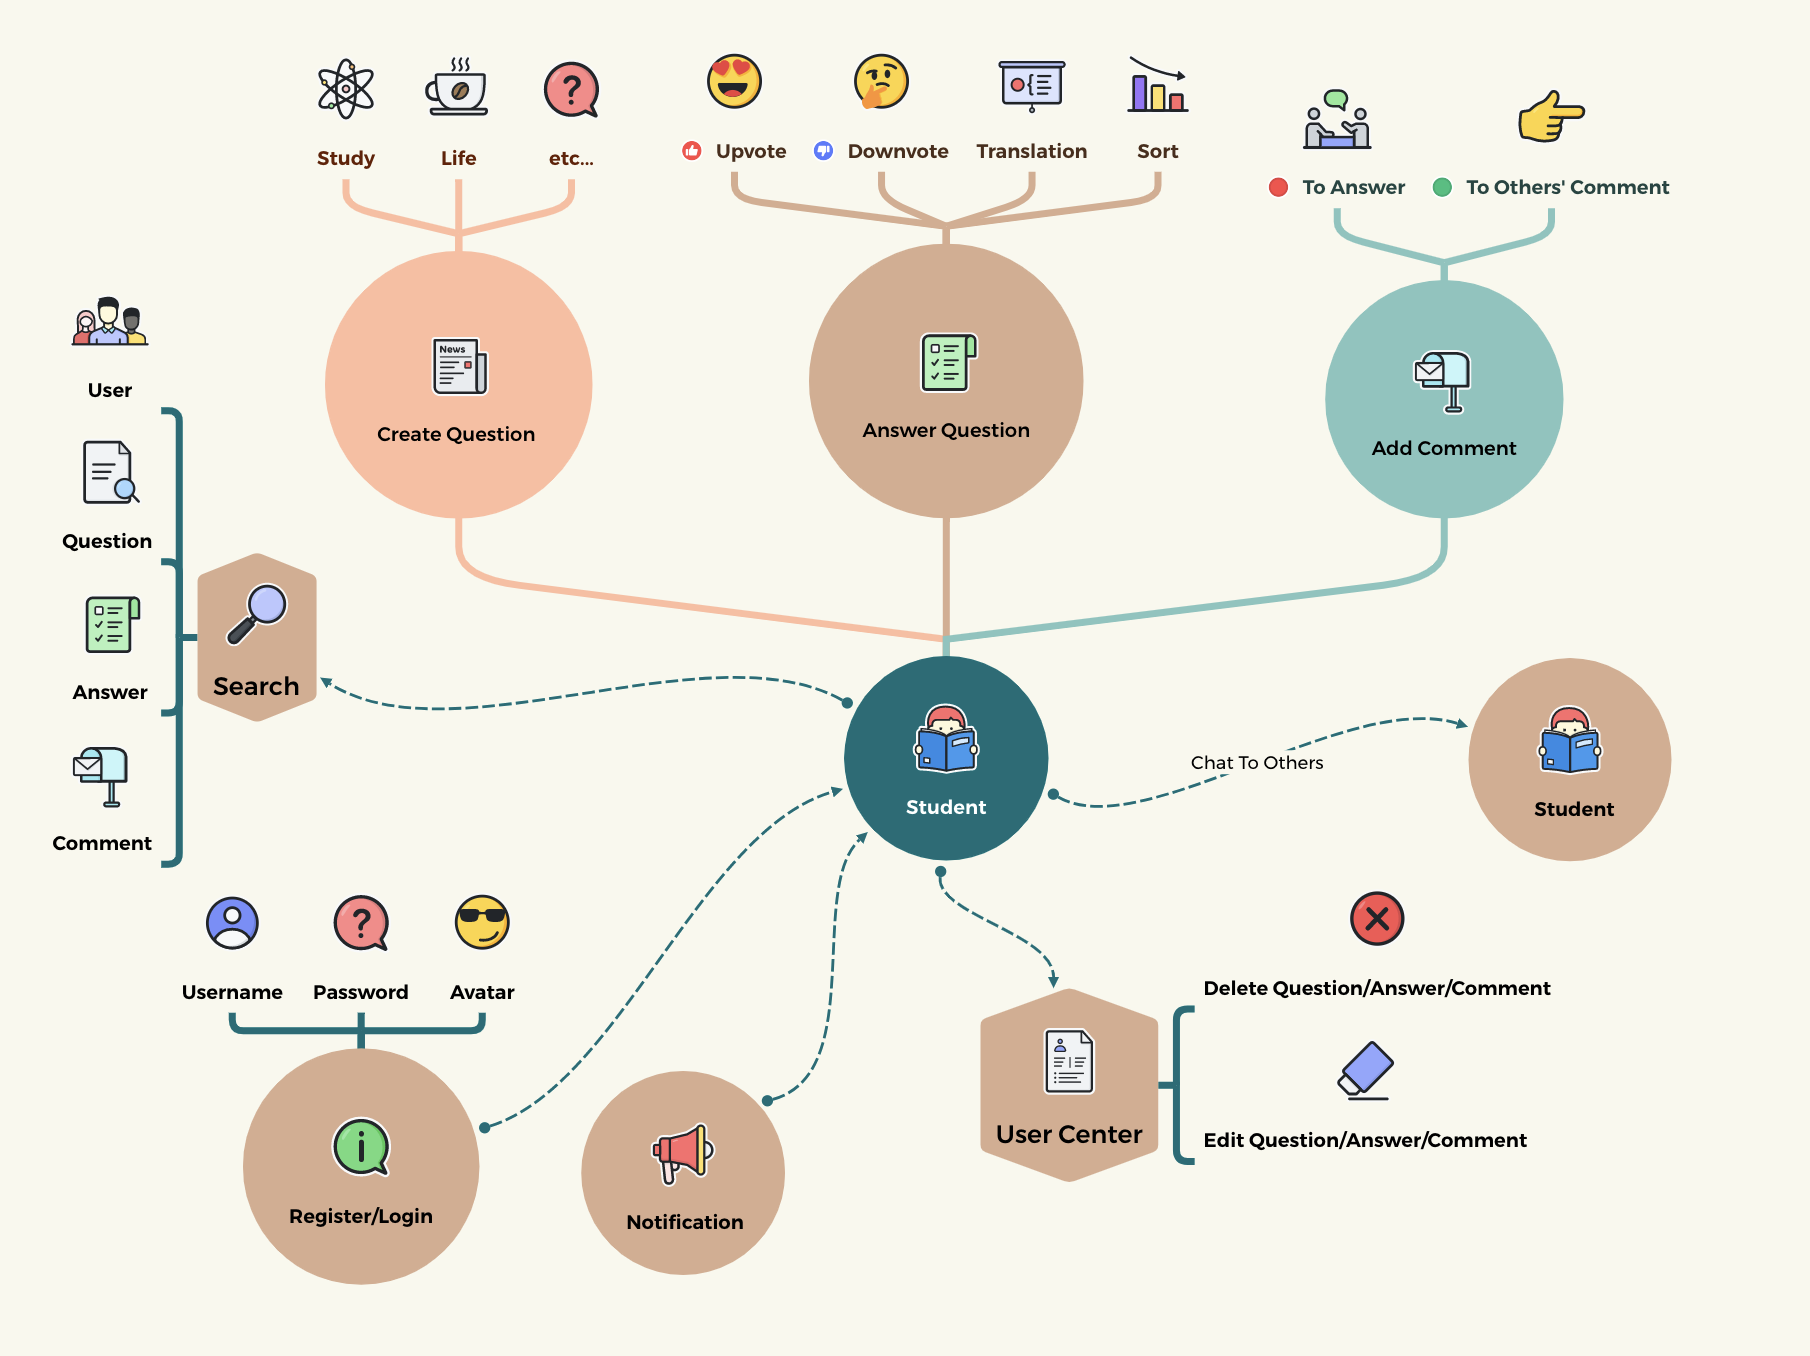 Study
Life
etc...
Upvote
Downvote
Translation
Sort
To Answer
To Others' Comment
News
Create Question
Answer Question
Add Comment
User
Question
Answer
Comment
Search
Student
Chat To Others
Student
Username
Password
Avatar
Register/Login
Notification
User Center
Delete Question/Answer/Comment
Edit Question/Answer/Comment